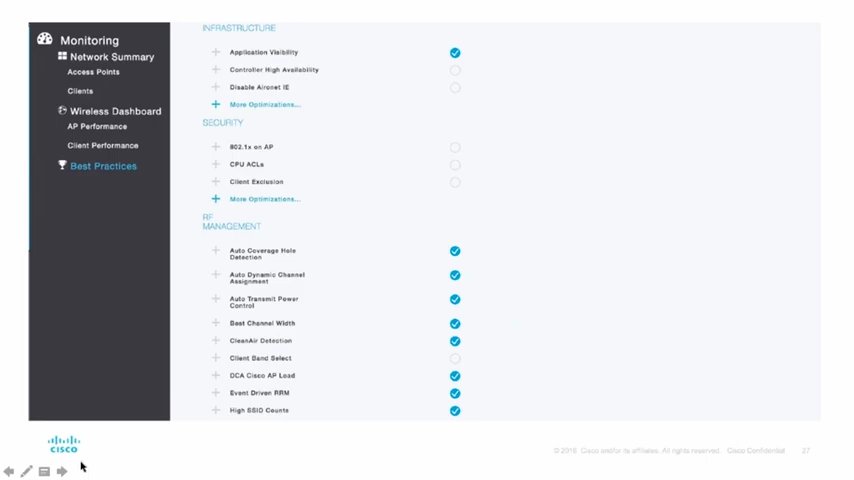 Monitoring
Network Summary
Access Points
Clients
Wireless Dashboard
AP Performance
Client Performance
Best Practices
INFRASTRUCTURE
Application Visibility
Controller High Availability
Disable Aironet IE
More Optimizations...
SECURITY
802.1x on AP
CPU ACLs
Client Exclusion
More Optimizations...
RF
MANAGEMENT
Auto Coverage Hole
Detection
Auto Dynamic Channel
Assignment
Auto Transmit Power
Control
Best Channel Width
CleanAir Detection
Client Band Select
DCA Cisco AP Load
Event Driven RRM
High SSID Counts
CISCO
© 2016 Cisco and/or its affiliates. All rights reserved. Cisco Confidential 27